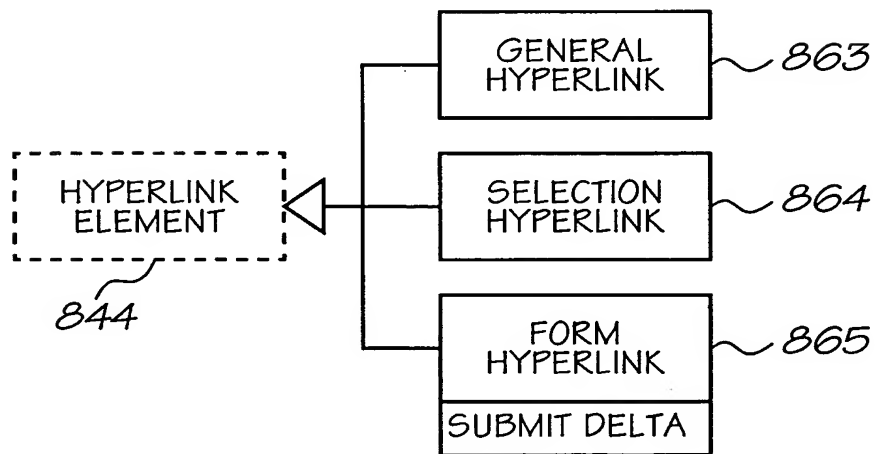 GENERAL
HYPERLINK
863
HYPERLINK
ELEMENT
844
SELECTION
HYPERLINK
864
FORM
HYPERLINK
865
SUBMIT DELTA